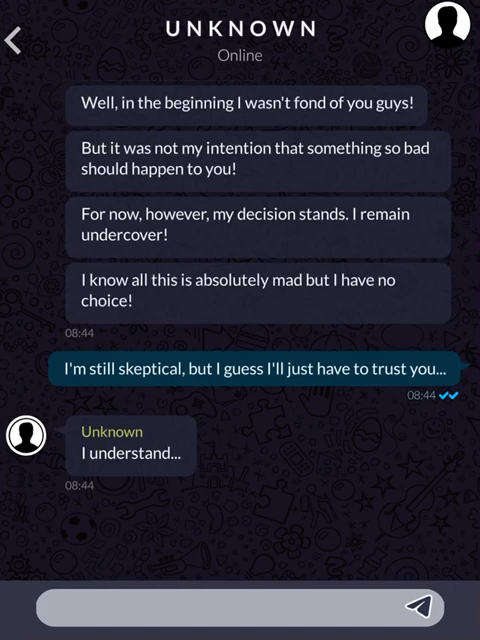 UNKNOWN
Online
Well, in the beginning I wasn't fond of you guys!
But it was not my intention that something so bad
should happen to you!
For now, however, my decision stands. I remain
undercover!
I know all this is absolutely mad but I have no
choice!
08:44
I'm still skeptical, but I guess I'll just have to trust you...
08:44
Unknown
I understand...
08:44